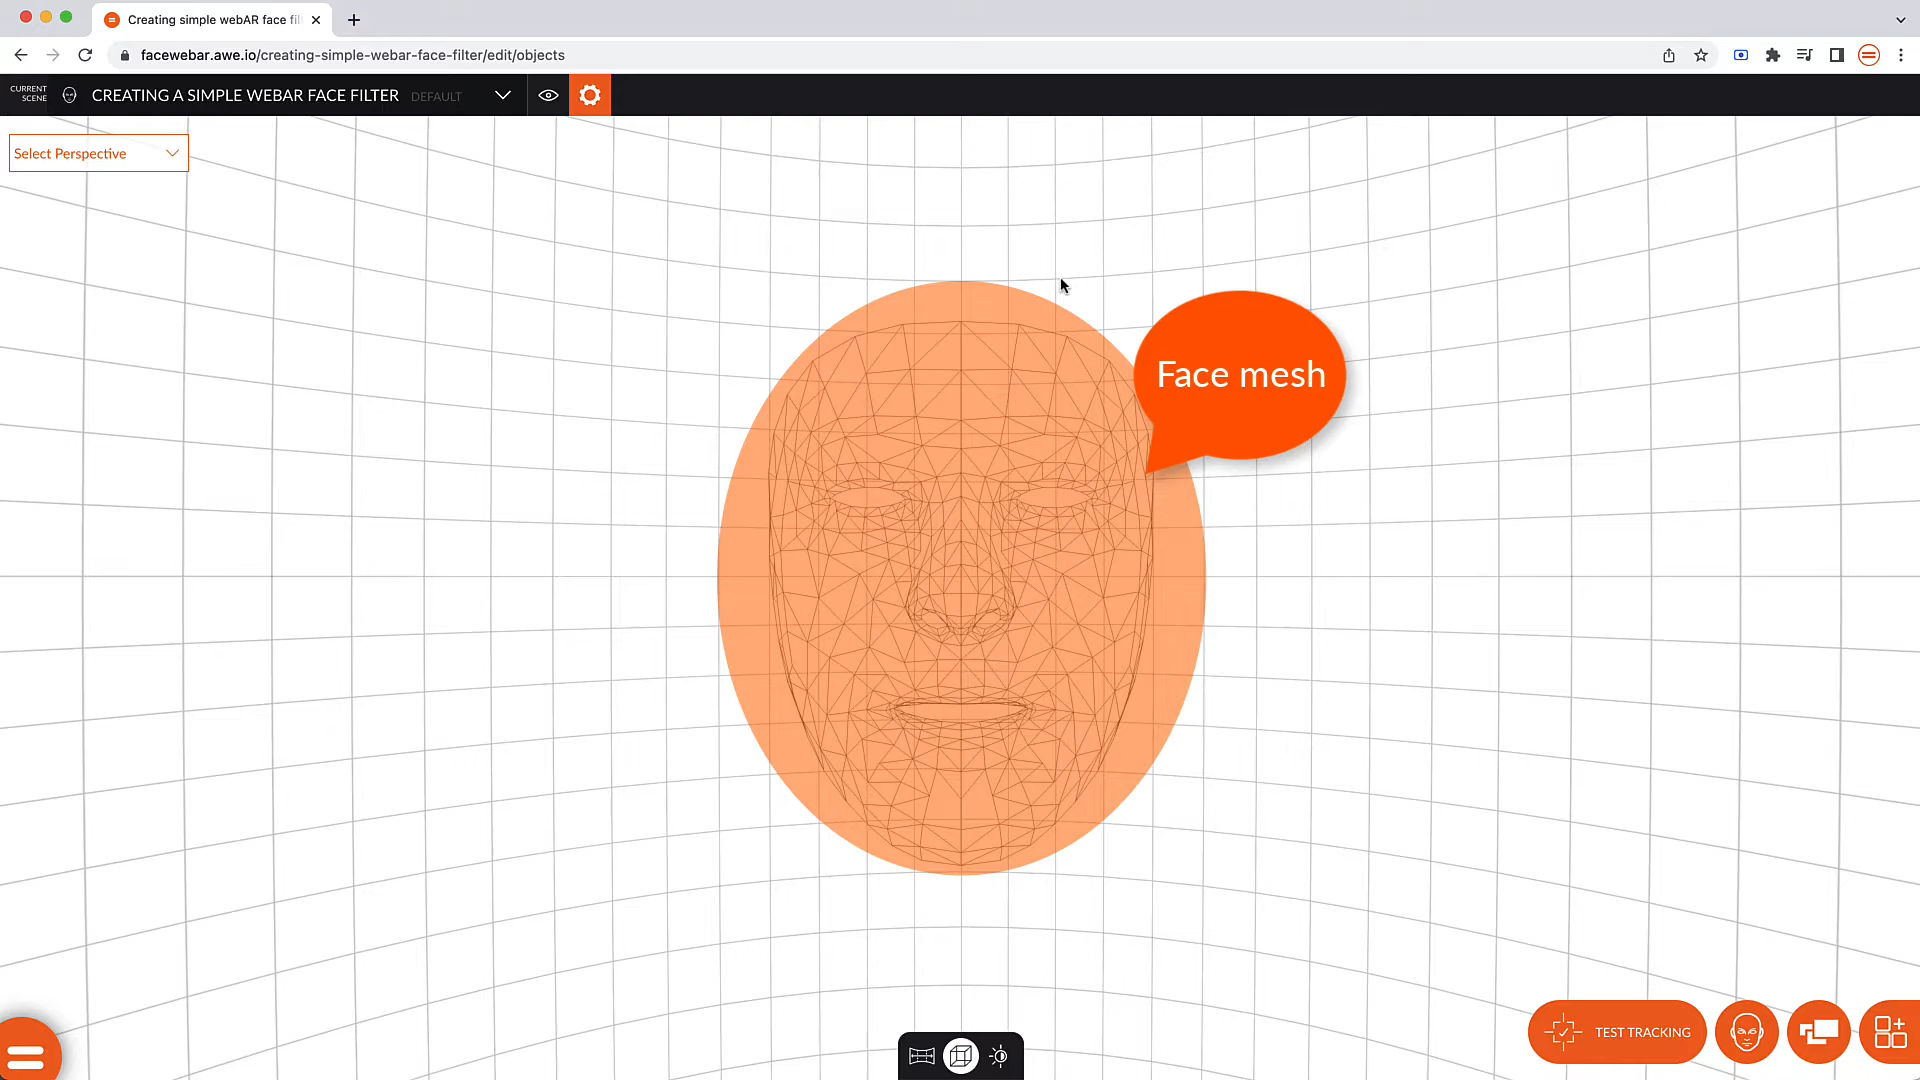 Creating simple webAR face fil
facewebar.awe.io/creating-simple-webar-face-filter/edit/objects
CURRENT
SCENE
CREATING A SIMPLE WEBAR FACE FILTER DEFAULT
Select Perspective
Face mesh
TEST TRACKING